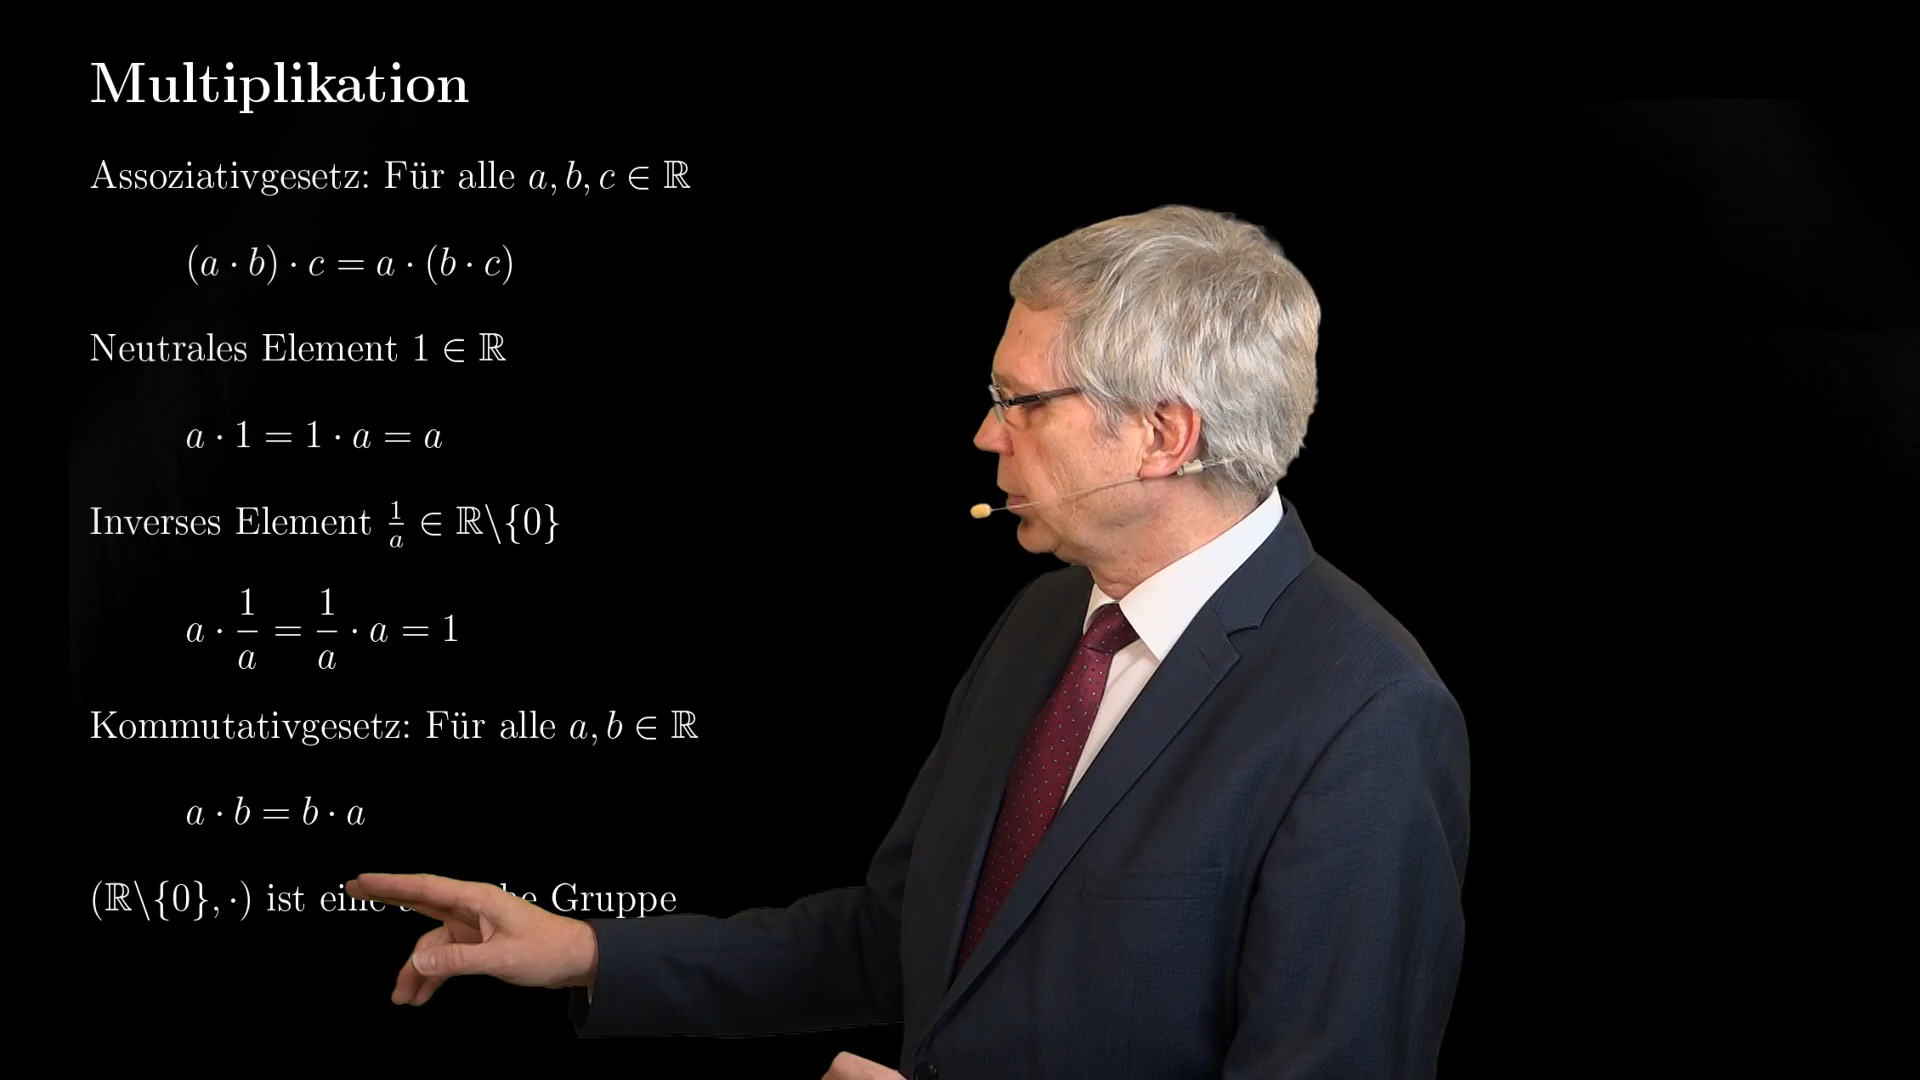 Multiplikation
Assoziativgesetz: Für alle a, b, c ∈ ℝ
(a · b) · c = a · (b · c)
Neutrales Element 1 ∈ ℝ
a · 1 = 1 · a = a
Inverses Element 1/a ∈ ℝ\{0}
a · 1/a = 1/a · a = 1
Kommutativgesetz: Für alle a, b ∈ ℝ
a · b = b · a
(ℝ\{0}, ·) ist eine Gruppe